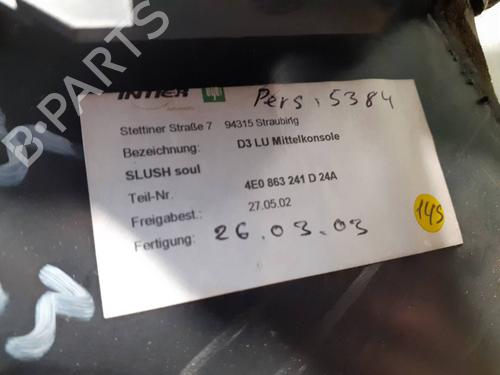 INTIER
Pers: 5384
Stettiner Straße 7 94315 Straubing
Bezeichnung: D3 LU Mittelkonsole
SLUSH soul
Teil-Nr. 4E0 863 241 D 24A
Freigabest.: 27.05.02
Fertigung: 26.03.03
145
B-PARTS